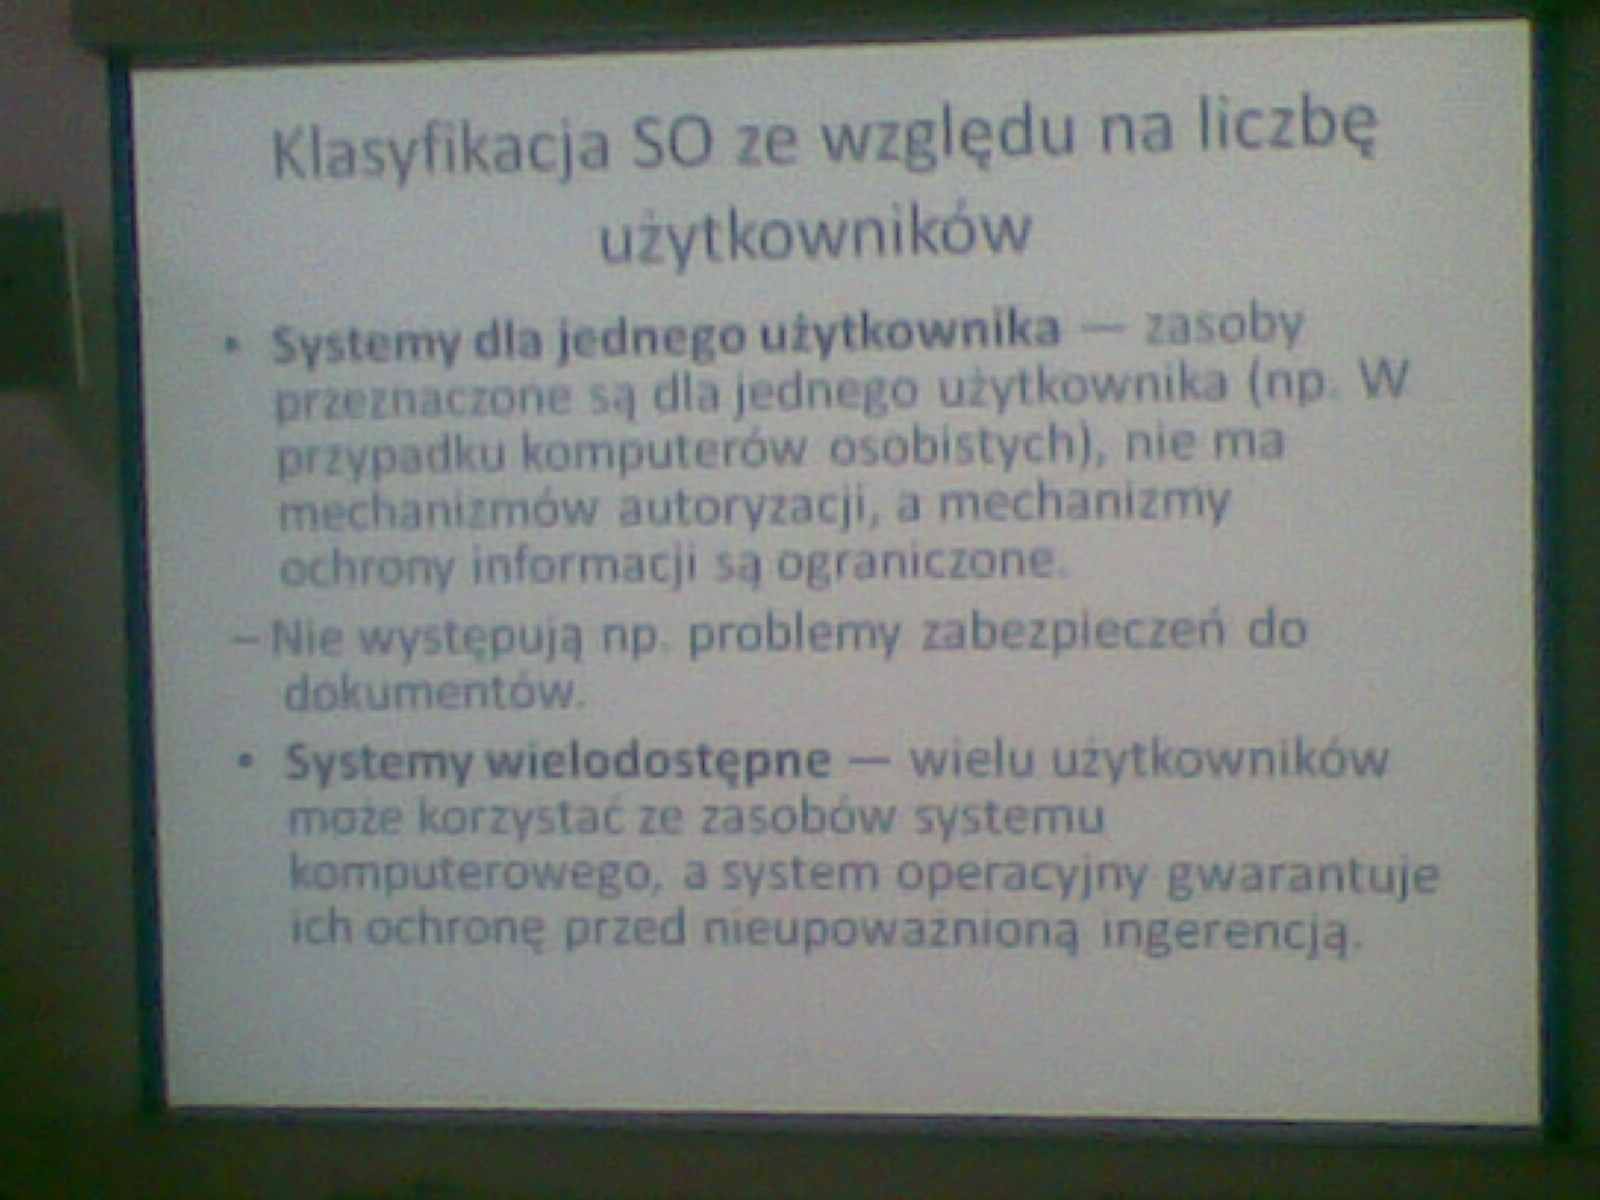 Klasyfikacja SO ze względu na liczbę
użytkowników
• Systemy dla jednego użytkownika — zasoby
przeznaczone są dla jednego użytkownika (np. W
przypadku komputerów osobistych), nie ma
mechanizmów autoryzacji, a mechanizmy
ochrony informacji są ograniczone.
– Nie występują np. problemy zabezpieczeń do
dokumentów.
• Systemy wielodostępne — wielu użytkowników
może korzystać ze zasobów systemu
komputerowego, a system operacyjny gwarantuje
ich ochronę przed nieupoważnioną ingerencją.